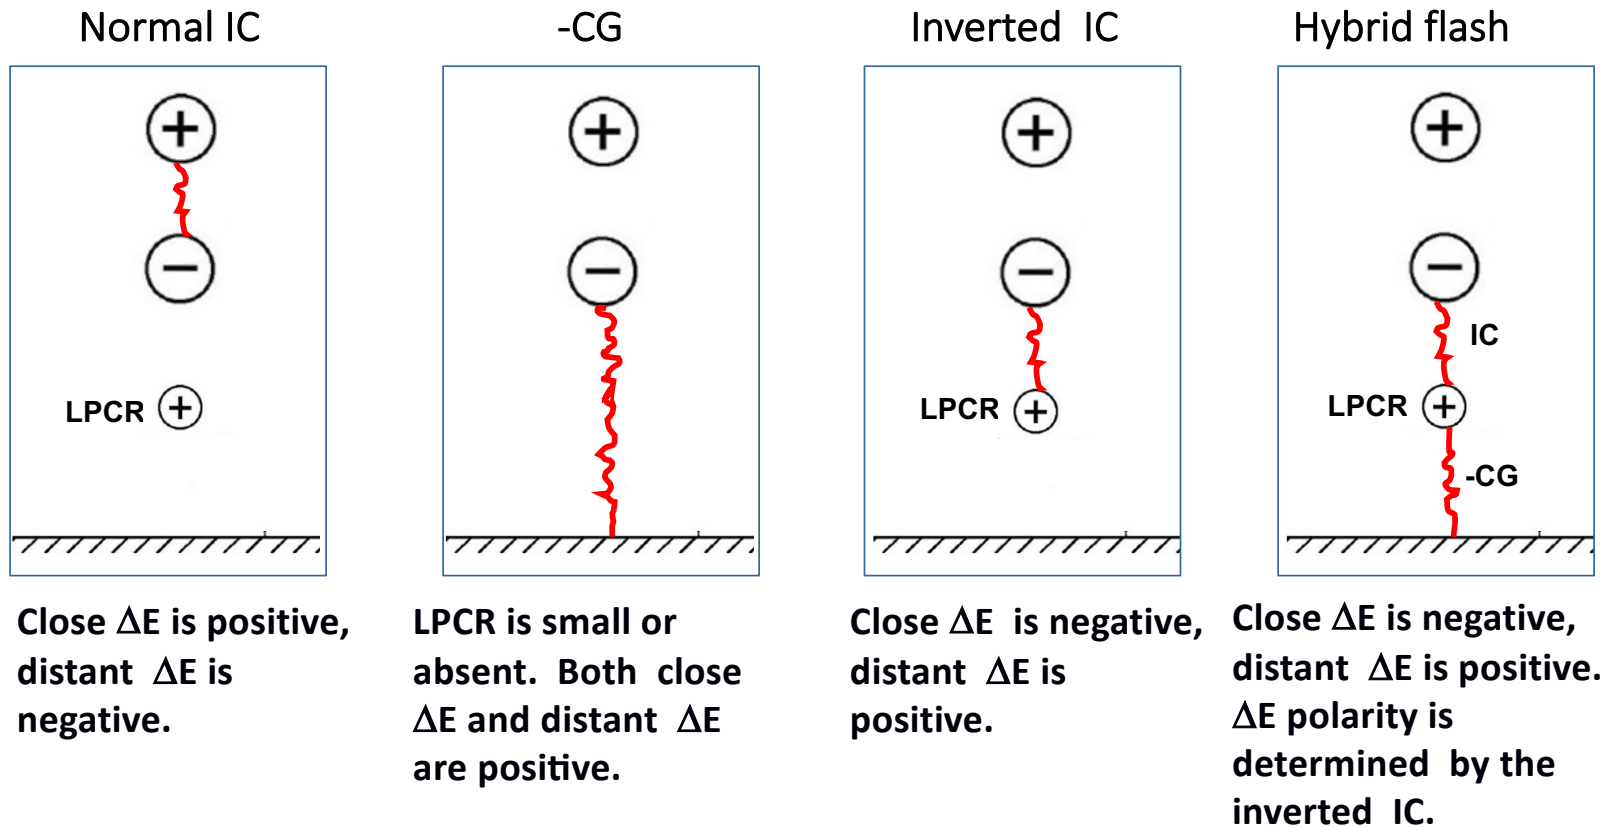 Normal IC
+
−
LPCR +
Close ΔE is positive,
distant ΔE is
negative.
-CG
+
−
LPCR is small or
absent. Both close
ΔE and distant ΔE
are positive.
Inverted IC
+
−
LPCR +
Close ΔE is negative,
distant ΔE is
positive.
Hybrid flash
+
−
IC
LPCR +
-CG
Close ΔE is negative,
distant ΔE is positive.
ΔE polarity is
determined by the
inverted IC.